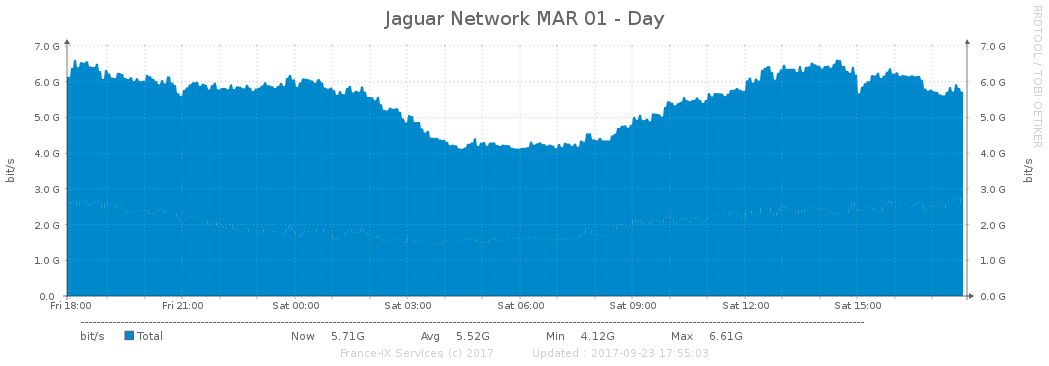 Jaguar Network MAR 01 - Day
RRDTOOL / TOBI OETIKER
7.0 G 7.0 G
6.0 G 6.0 G
5.0 G 5.0 G
4.0 G 4.0 G
3.0 G 3.0 G
2.0 G 2.0 G
1.0 G 1.0 G
0.0 0.0 G
bit/s
bit/s
Fri 18:00 Fri 21:00 Sat 00:00 Sat 03:00 Sat 06:00 Sat 09:00 Sat 12:00 Sat 15:00
bit/s Total Now 5.71G Avg 5.52G Min 4.12G Max 6.61G
France-IX Services (c) 2017 Updated : 2017-09-23 17:55:03